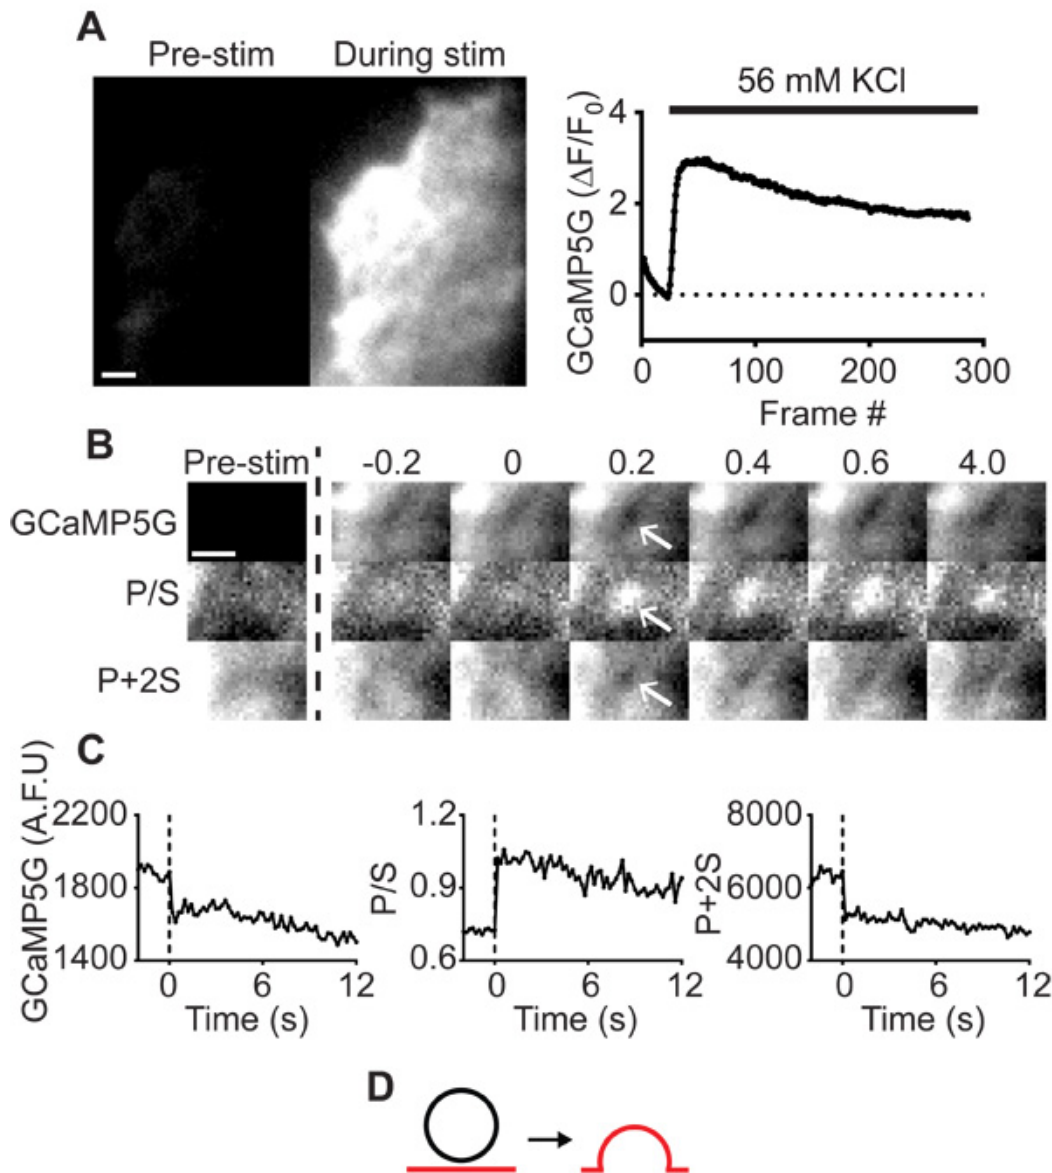 A
Pre-stim During stim
56 mM KCl
GCaMP5G (ΔF/F0)
4
2
0
0 100 200 300
Frame #
B
Pre-stim -0.2 0 0.2 0.4 0.6 4.0
GCaMP5G
P/S
P+2S
C
GCaMP5G (A.F.U)
2200
1800
1400
0 6 12
Time (s)
P/S
1.2
0.9
0.6
0 6 12
Time (s)
P+2S
8000
6000
4000
0 6 12
Time (s)
D